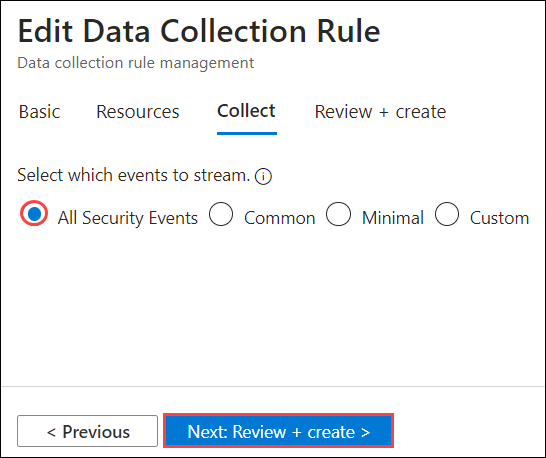 Edit Data Collection Rule
Data collection rule management
Basic Resources Collect Review + create
Select which events to stream.
All Security Events Common Minimal Custom
< Previous Next: Review + create >